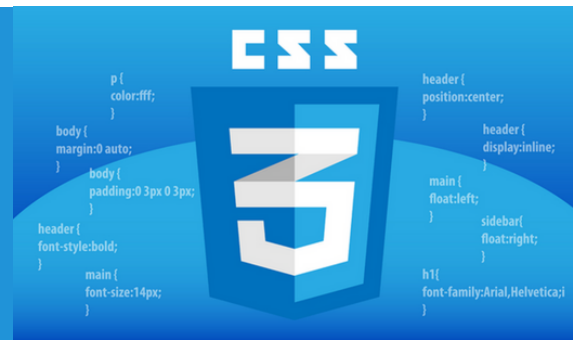 CSS
p {
color:fff;
}
body {
margin:0 auto;
}
body {
padding:0 3px 0 3px;
}
header {
font-style:bold;
}
main {
font-size:14px;
}
3
header {
position:center;
}
header {
display:inline;
}
main {
float:left;
}
sidebar{
float:right;
}
h1{
font-family:Arial,Helvetica;i
}